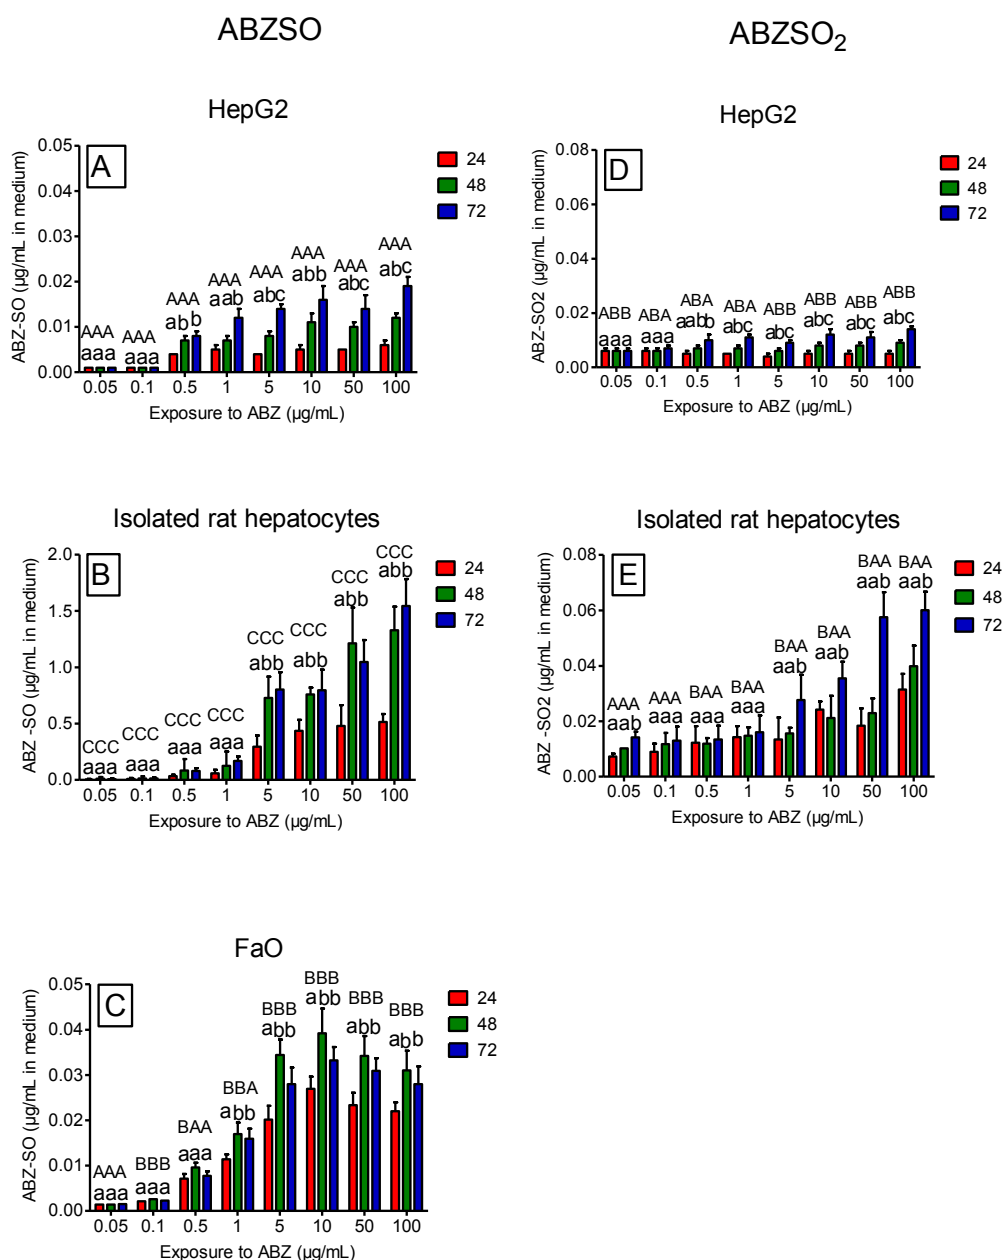 ABZSO
ABZSO2
HepG2
A
ABZ-SO (µg/mL in medium)
0.05
0.04
0.03
0.02
0.01
0.00
AAA AAA AAA AAA AAA AAA AAA AAA
aaa aaa abb aab abc abb abc abc
0.05 0.1 0.5 1 5 10 50 100
Exposure to ABZ (µg/mL)
24
48
72
HepG2
D
ABZ-SO2 (µg/mL in medium)
0.08
0.06
0.04
0.02
0.00
ABB ABA ABA ABA ABB ABB ABB ABB
aaa aaa aabb abc abc abc abc abc
0.05 0.1 0.5 1 5 10 50 100
Exposure to ABZ (µg/mL)
24
48
72
Isolated rat hepatocytes
B
ABZ -SO (µg/mL in medium)
2.0
1.5
1.0
0.5
0.0
CCC CCC CCC CCC CCC CCC CCC CCC
aaa aaa aaa aaa abb abb abb abb
0.05 0.1 0.5 1 5 10 50 100
Exposure to ABZ (µg/mL)
24
48
72
Isolated rat hepatocytes
E
ABZ -SO2 (µg/mL in medium)
0.08
0.06
0.04
0.02
0.00
AAA AAA BAA BAA BAA BAA BAA BAA
aab aaa aaa aaa aab aab aab aab
0.05 0.1 0.5 1 5 10 50 100
Exposure to ABZ (µg/mL)
24
48
72
FaO
C
ABZ-SO (µg/mL in medium)
0.05
0.04
0.03
0.02
0.01
0.00
AAA BBB BAA BBA BBB BBB BBB BBB
aaa aaa aaa abb abb abb abb abb
0.05 0.1 0.5 1 5 10 50 100
Exposure to ABZ (µg/mL)
24
48
72